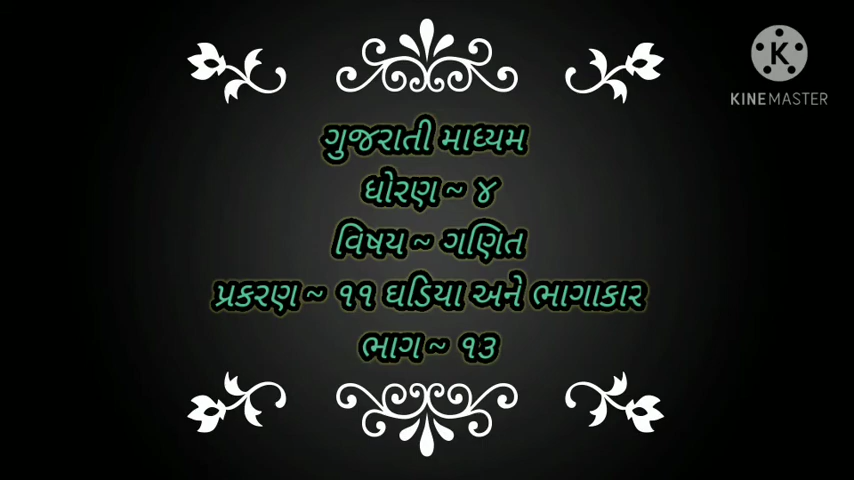 KINEMASTER
ગુજરાતી માધ્યમ
ધોરણ ~ ૪
વિષય ~ ગણિત
પ્રકરણ ~ ૧૧ ઘડિયા અને ભાગાકાર
ભાગ ~ ૧૩